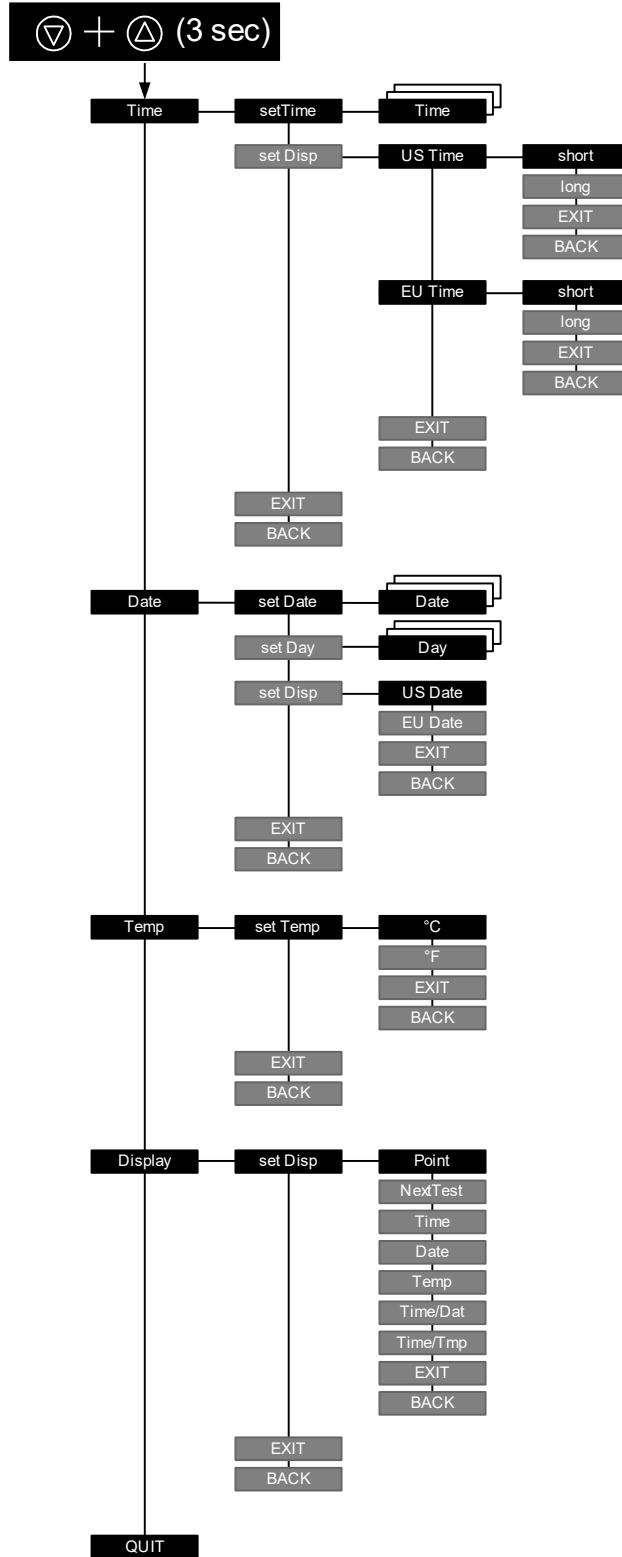 + (3 sec)
Time setTime Time
set Disp US Time short
long
EXIT
BACK
EU Time short
long
EXIT
BACK
EXIT
BACK
EXIT
BACK
Date set Date Date
set Day Day
set Disp US Date
EU Date
EXIT
BACK
EXIT
BACK
Temp set Temp °C
°F
EXIT
BACK
EXIT
BACK
Display set Disp Point
NextTest
Time
Date
Temp
Time/Dat
Time/Tmp
EXIT
BACK
EXIT
BACK
QUIT